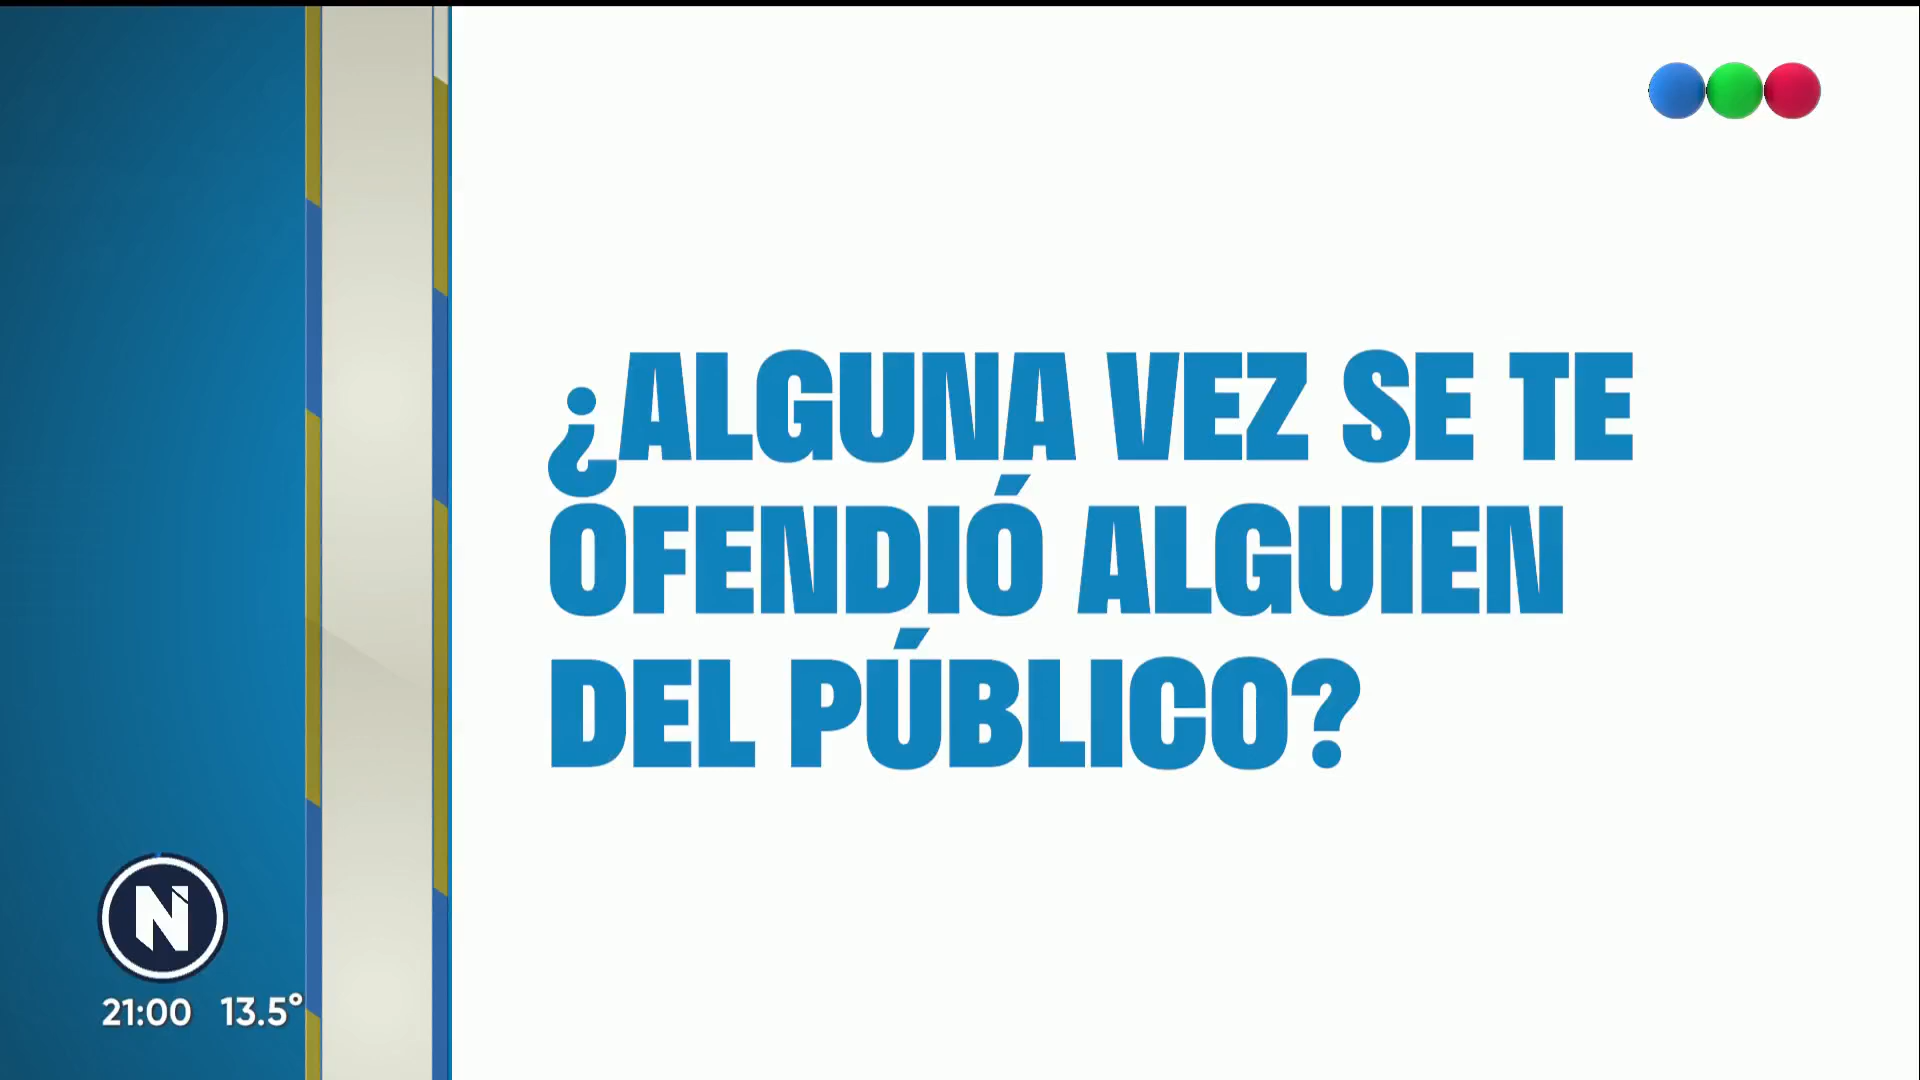 ¿ALGUNA VEZ SE TE
OFENDIÓ ALGUIEN
DEL PÚBLICO?
N
21:00 13.5°